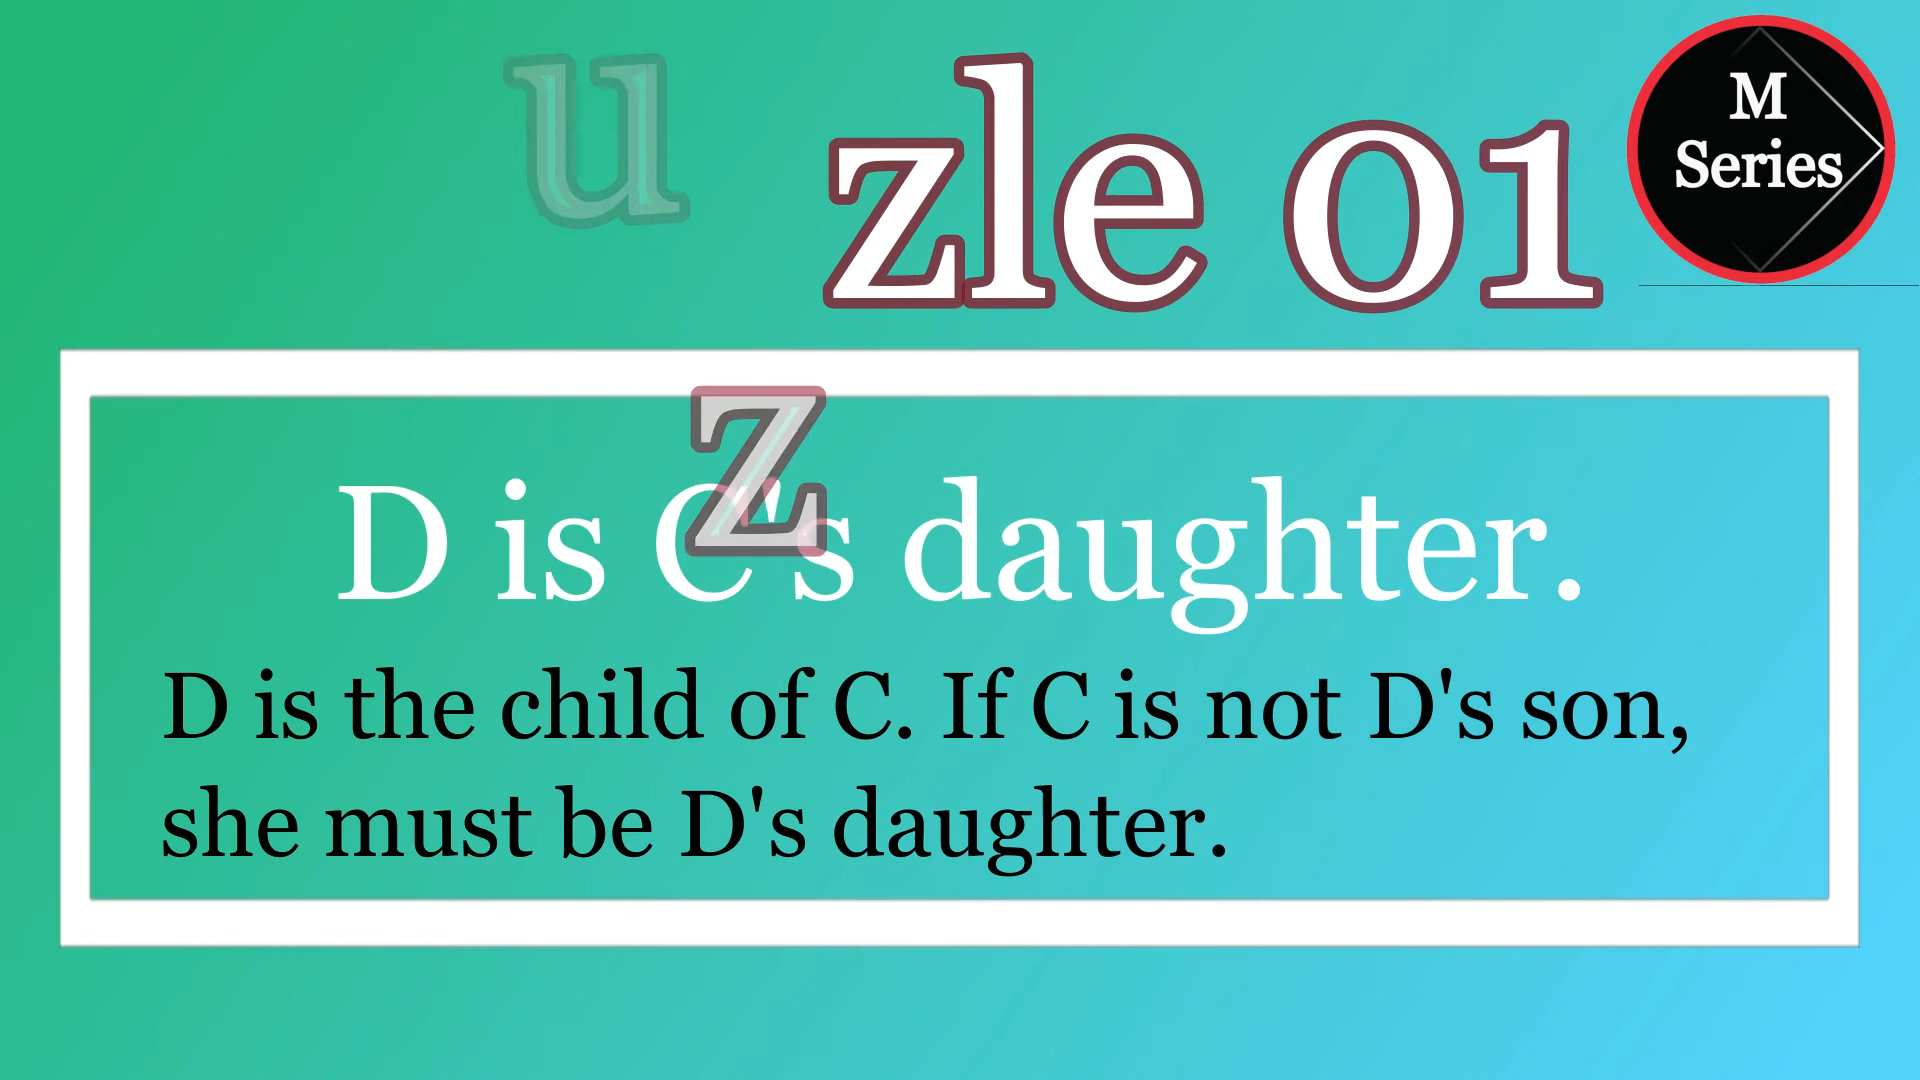 u zle 01
M
Series
z
D is C's daughter.
D is the child of C. If C is not D's son,
she must be D's daughter.